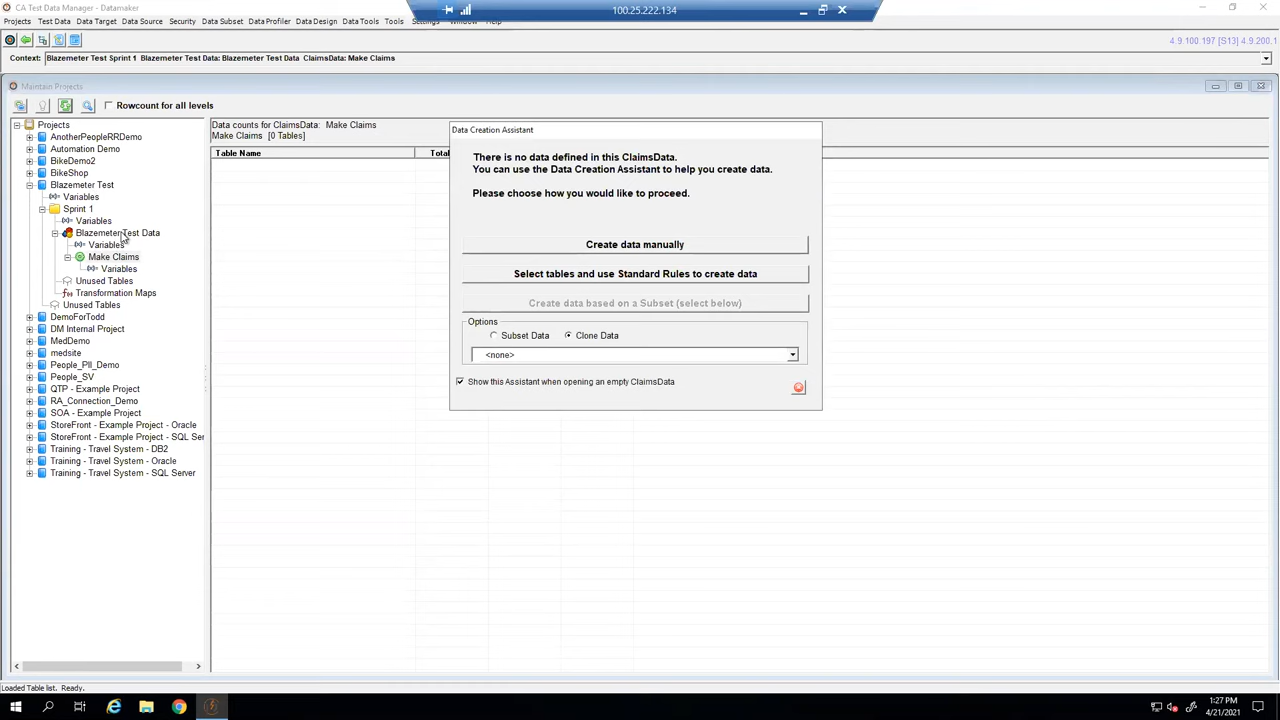 CA Test Data Manager - Datamaker
100.25.222.134
Projects Test Data Data Target Data Source Security Data Subset Data Profiler Data Design Data Tools Tools Settings Window Help
4.9.100.197 [S13] 4.9.200.1
Context: Blazemeter Test Sprint 1 Blazemeter Test Data: Blazemeter Test Data ClaimsData: Make Claims
Maintain Projects
Rowcount for all levels
Projects
AnotherPeopleRRDemo
Automation Demo
BikeDemo2
BikeShop
Blazemeter Test
Variables
Sprint 1
Variables
Blazemeter Test Data
Variables
Make Claims
Variables
Unused Tables
Transformation Maps
Unused Tables
DemoForTodd
DM Internal Project
MedDemo
medsite
People_PII_Demo
People_SV
QTP - Example Project
RA_Connection_Demo
SOA - Example Project
StoreFront - Example Project - Oracle
StoreFront - Example Project - SQL Ser
Training - Travel System - DB2
Training - Travel System - Oracle
Training - Travel System - SQL Server
Data counts for ClaimsData: Make Claims
Make Claims [0 Tables]
Table Name Total
Data Creation Assistant
There is no data defined in this ClaimsData.
You can use the Data Creation Assistant to help you create data.
Please choose how you would like to proceed.
Create data manually
Select tables and use Standard Rules to create data
Create data based on a Subset (select below)
Options
Subset Data Clone Data
<none>
Show this Assistant when opening an empty ClaimsData
Loaded Table list. Ready.
1:27 PM
4/21/2021